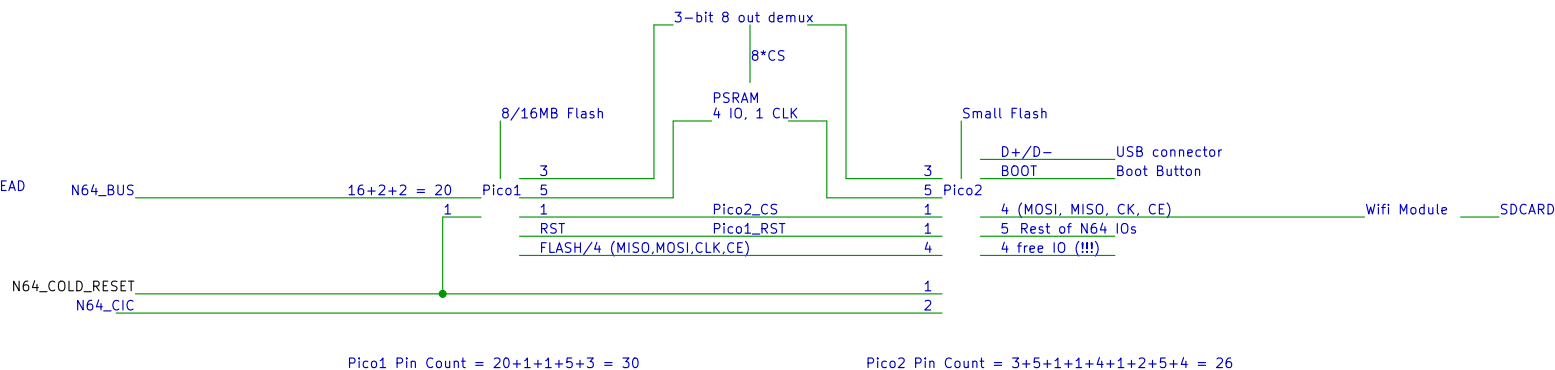 3-bit 8 out demux
8*CS
PSRAM
8/16MB Flash
4 IO, 1 CLK
Small Flash
D+/D-
USB connector
3
3
BOOT
Boot Button
EAD
N64_BUS
16+2+2 = 20
Pico1
5
5
Pico2
1
1
Pico2_CS
1
4 (MOSI, MISO, CK, CE)
Wifi Module
SDCARD
RST
Pico1_RST
1
5 Rest of N64 IOs
FLASH/4 (MISO,MOSI,CLK,CE)
4
4 free IO (!!!)
N64_COLD_RESET
1
N64_CIC
2
Pico1 Pin Count = 20+1+1+5+3 = 30
Pico2 Pin Count = 3+5+1+1+4+1+2+5+4 = 26